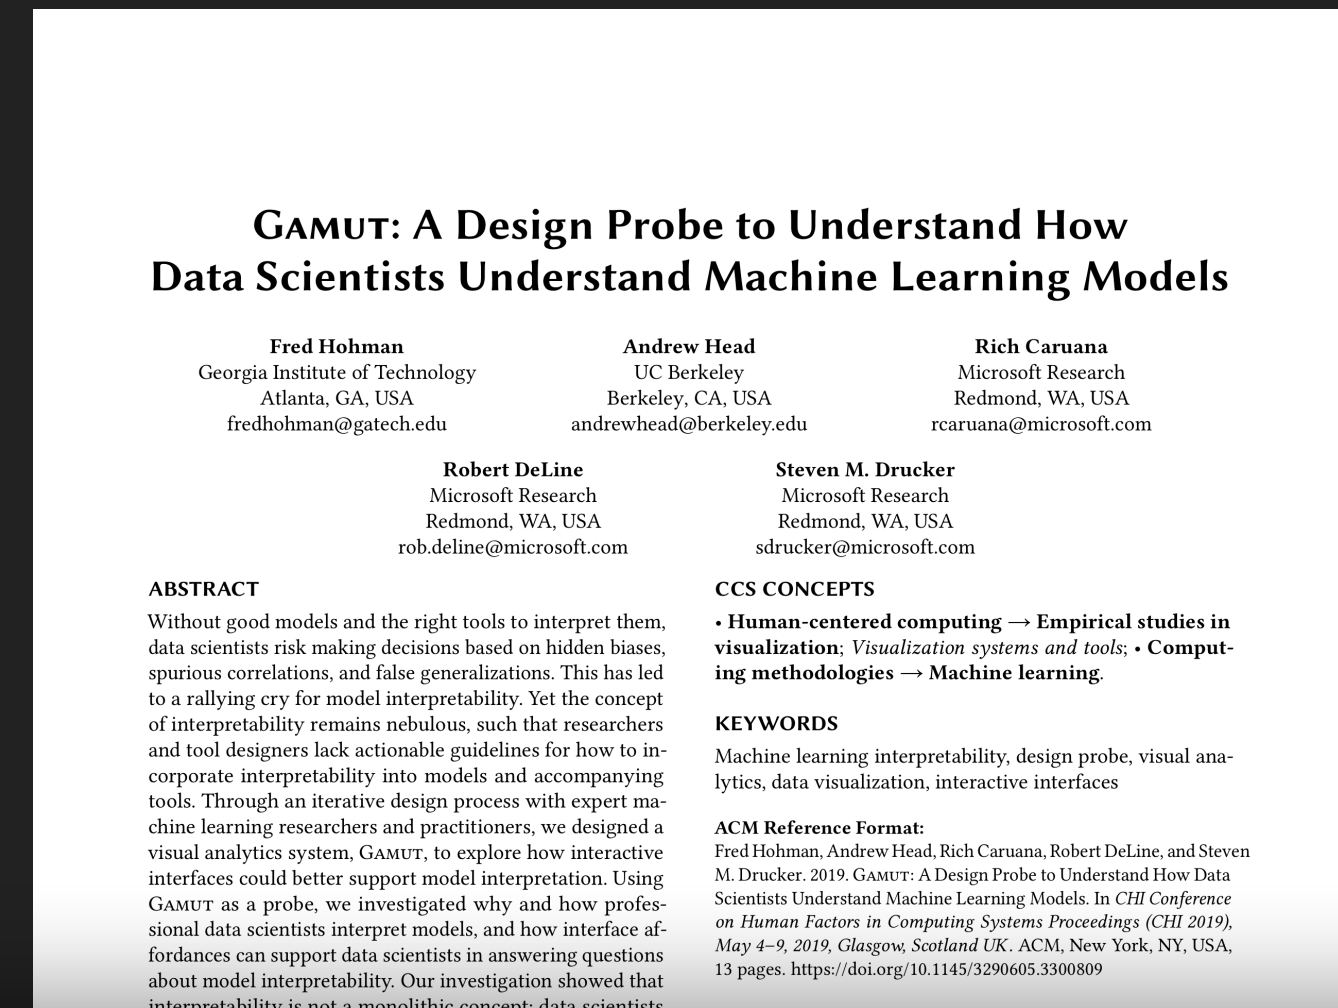 Gamut: A Design Probe to Understand How
Data Scientists Understand Machine Learning Models
Fred Hohman
Georgia Institute of Technology
Atlanta, GA, USA
fredhohman@gatech.edu
Andrew Head
UC Berkeley
Berkeley, CA, USA
andrewhead@berkeley.edu
Rich Caruana
Microsoft Research
Redmond, WA, USA
rcaruana@microsoft.com
Robert DeLine
Microsoft Research
Redmond, WA, USA
rob.deline@microsoft.com
Steven M. Drucker
Microsoft Research
Redmond, WA, USA
sdrucker@microsoft.com
ABSTRACT
Without good models and the right tools to interpret them,
data scientists risk making decisions based on hidden biases,
spurious correlations, and false generalizations. This has led
to a rallying cry for model interpretability. Yet the concept
of interpretability remains nebulous, such that researchers
and tool designers lack actionable guidelines for how to in-
corporate interpretability into models and accompanying
tools. Through an iterative design process with expert ma-
chine learning researchers and practitioners, we designed a
visual analytics system, Gamut, to explore how interactive
interfaces could better support model interpretation. Using
Gamut as a probe, we investigated why and how profes-
sional data scientists interpret models, and how interface af-
fordances can support data scientists in answering questions
about model interpretability. Our investigation showed that
interpretability is not a monolithic concept: data scientists
CCS CONCEPTS
• Human-centered computing → Empirical studies in
visualization; Visualization systems and tools; • Comput-
ing methodologies → Machine learning.
KEYWORDS
Machine learning interpretability, design probe, visual ana-
lytics, data visualization, interactive interfaces
ACM Reference Format:
Fred Hohman, Andrew Head, Rich Caruana, Robert DeLine, and Steven
M. Drucker. 2019. Gamut: A Design Probe to Understand How Data
Scientists Understand Machine Learning Models. In CHI Conference
on Human Factors in Computing Systems Proceedings (CHI 2019),
May 4–9, 2019, Glasgow, Scotland UK. ACM, New York, NY, USA,
13 pages. https://doi.org/10.1145/3290605.3300809